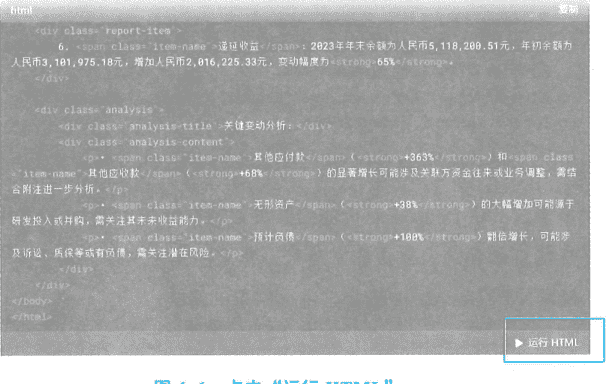 html 复制
<div class="report-item">
6. <span class="item-name">递延收益</span>：2023年年末余额为人民币5,118,200.51元，年初余额为
人民币3,101,975.18元，增加人民币2,016,225.33元，变动幅度为<strong>65%</strong>。
</div>
<div class="analysis">
<div class="analysis-title">关键变动分析：</div>
<div class="analysis-content">
<p>• <span class="item-name">其他应付款</span>（<strong>+363%</strong>）和<span class
="item-name">其他应收款</span>（<strong>+68%</strong>）的显著增长可能涉及关联方资金往来或业务调整，需结
合附注进一步分析。</p>
<p>• <span class="item-name">无形资产</span>（<strong>+38%</strong>）的大幅增加可能源于
研发投入或并购，需关注其未来收益能力。</p>
<p>• <span class="item-name">预计负债</span>（<strong>+100%</strong>）翻倍增长，可能涉
及诉讼、质保等或有负债，需关注潜在风险。</p>
</div>
</div>
</body>
</html>
▶ 运行 HTML